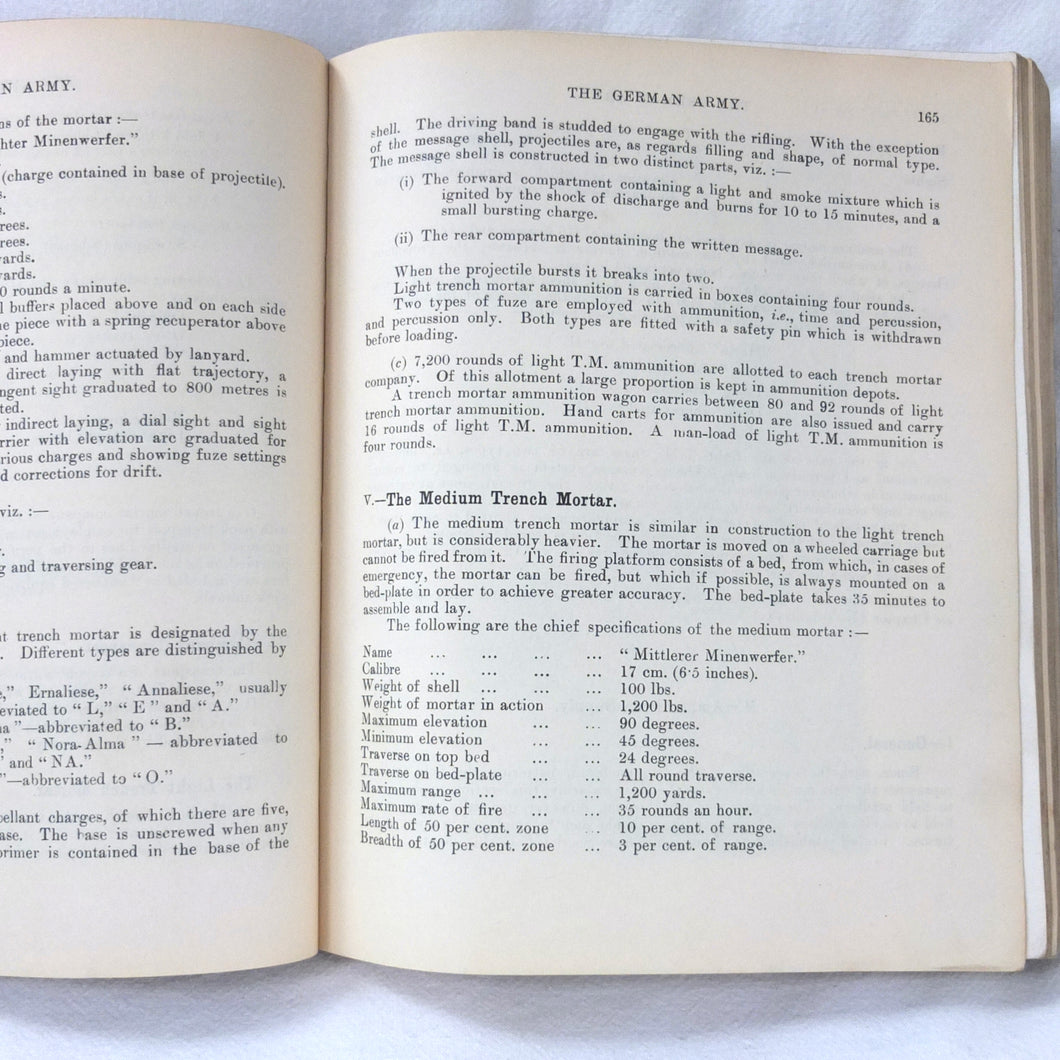 N ARMY.
ns of the mortar :—
hter Minenwerfer."
(charge contained in base of projectile).
s.
s.
rees.
rees.
vards.
vards.
0 rounds a minute.
l buffers placed above and on each side
ne piece with a spring recuperator above
piece.
and hammer actuated by lanyard.
direct laying with flat trajectory, a
ngent sight graduated to 800 metres is
ted.
indirect laying, a dial sight and sight
rrier with elevation arc graduated for
rious charges and showing fuze settings
d corrections for drift.
viz. :—
r.
g and traversing gear.
nt trench mortar is designated by the
. Different types are distinguished by
e," Ernaliese," "Annaliese," usually
eviated to "L," "E" and "A."
na"—abbreviated to "B."
," "Nora-Alma" — abbreviated to
" and "NA."
"—abbreviated to "O."
pellant charges, of which there are five,
ase. The base is unscrewed when any
primer is contained in the base of the
THE GERMAN ARMY.
165
shell. The driving band is studded to engage with the rifling. With the exception
of the message shell, projectiles are, as regards filling and shape, of normal type.
The message shell is constructed in two distinct parts, viz. :—
(i) The forward compartment containing a light and smoke mixture which is
ignited by the shock of discharge and burns for 10 to 15 minutes, and a
small bursting charge.
(ii) The rear compartment containing the written message.
When the projectile bursts it breaks into two.
Light trench mortar ammunition is carried in boxes containing four rounds.
Two types of fuze are employed with ammunition, i.e., time and percussion,
and percussion only. Both types are fitted with a safety pin which is withdrawn
before loading.
(c) 7,200 rounds of light T.M. ammunition are allotted to each trench mortar
company. Of this allotment a large proportion is kept in ammunition depots.
A trench mortar ammunition wagon carries between 80 and 92 rounds of light
trench mortar ammunition. Hand carts for ammunition are also issued and carry
16 rounds of light T.M. ammunition. A man-load of light T.M. ammunition is
four rounds.
V.—The Medium Trench Mortar.
(a) The medium trench mortar is similar in construction to the light trench
mortar, but is considerably heavier. The mortar is moved on a wheeled carriage but
cannot be fired from it. The firing platform consists of a bed, from which, in cases of
emergency, the mortar can be fired, but which if possible, is always mounted on a
bed-plate in order to achieve greater accuracy. The bed-plate takes 35 minutes to
assemble and lay.
The following are the chief specifications of the medium mortar :—
Name ... ... ... ... "Mittlerer Minenwerfer."
Calibre ... ... ... ... 17 cm. (6·5 inches).
Weight of shell ... ... ... 100 lbs.
Weight of mortar in action ... 1,200 lbs.
Maximum elevation ... ... 90 degrees.
Minimum elevation ... ... 45 degrees.
Traverse on top bed ... ... 24 degrees.
Traverse on bed-plate ... ... All round traverse.
Maximum range ... ... ... 1,200 yards.
Maximum rate of fire ... ... 35 rounds an hour.
Length of 50 per cent. zone ... 10 per cent. of range.
Breadth of 50 per cent. zone ... 3 per cent. of range.